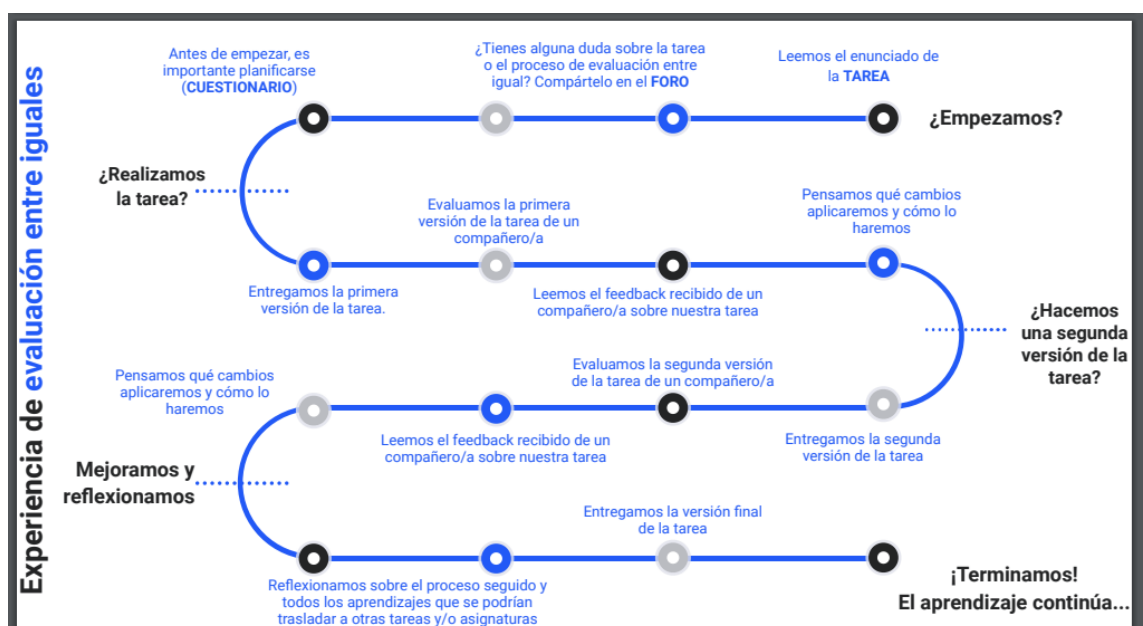 Experiencia de evaluación entre iguales
¿Empezamos?
Leemos el enunciado de
la TAREA
¿Tienes alguna duda sobre la tarea
o el proceso de evaluación entre
igual? Compártelo en el FORO
Antes de empezar, es
importante planificarse
(CUESTIONARIO)
¿Realizamos
la tarea?
Entregamos la primera
versión de la tarea.
Evaluamos la primera
versión de la tarea de un
compañero/a
Leemos el feedback recibido de un
compañero/a sobre nuestra tarea
Pensamos qué cambios
aplicaremos y cómo lo
haremos
¿Hacemos
una segunda
versión de la
tarea?
Entregamos la segunda
versión de la tarea
Evaluamos la segunda versión
de la tarea de un compañero/a
Leemos el feedback recibido de un
compañero/a sobre nuestra tarea
Pensamos qué cambios
aplicaremos y cómo lo
haremos
Mejoramos y
reflexionamos
Reflexionamos sobre el proceso seguido y
todos los aprendizajes que se podrían
trasladar a otras tareas y/o asignaturas
Entregamos la versión final
de la tarea
¡Terminamos!
El aprendizaje continúa...